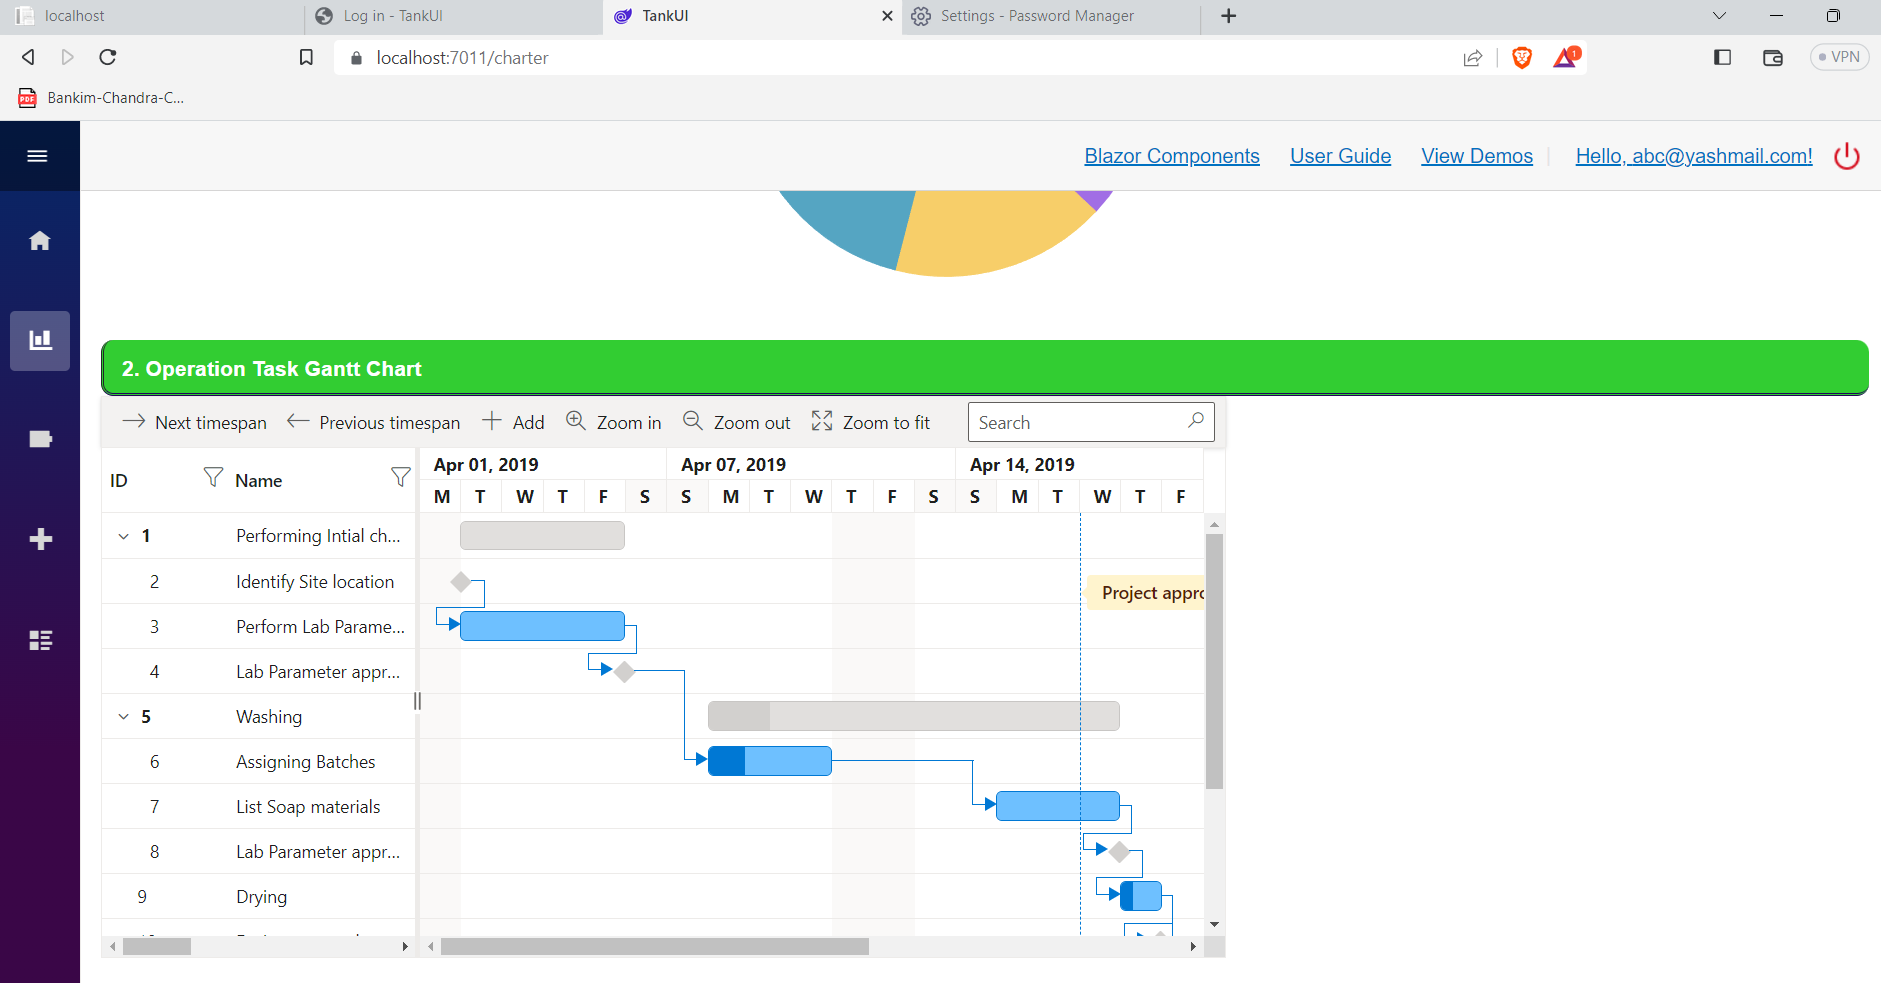 localhost
Log in - TankUI
TankUI
Settings - Password Manager
localhost:7011/charter
1
VPN
PDF
Bankim-Chandra-C...
Blazor Components
User Guide
View Demos
Hello, abc@yashmail.com!
2. Operation Task Gantt Chart
Next timespan
Previous timespan
Add
Zoom in
Zoom out
Zoom to fit
Search
ID
Name
Apr 01, 2019
Apr 07, 2019
Apr 14, 2019
M T W T F S S M T W T F S S M T W T F
1 Performing Intial ch...
2 Identify Site location
Project appro
3 Perform Lab Parame...
4 Lab Parameter appr...
5 Washing
6 Assigning Batches
7 List Soap materials
8 Lab Parameter appr...
9 Drying